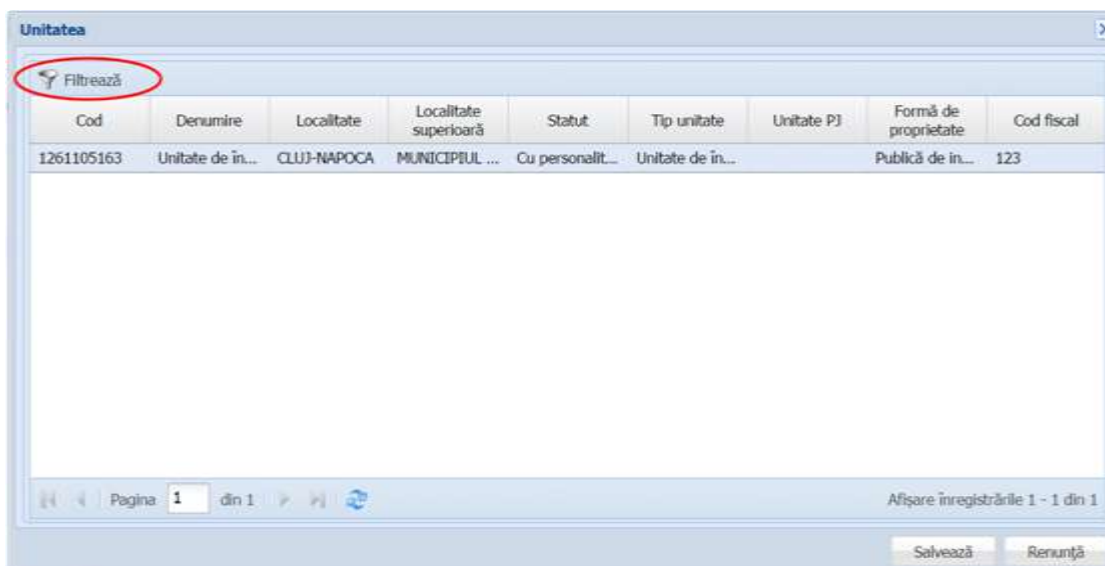 Unitatea
Filtrează
Cod Denumire Localitate Localitate superioară Statut Tip unitate Unitate PJ Formă de proprietate Cod fiscal
1261105163 Unitate de în... CLUJ-NAPOCA MUNICIPIUL ... Cu personalit... Unitate de în... Publică de in... 123
Pagina 1 din 1 Afișare înregistrările 1 - 1 din 1
Salvează Renunță